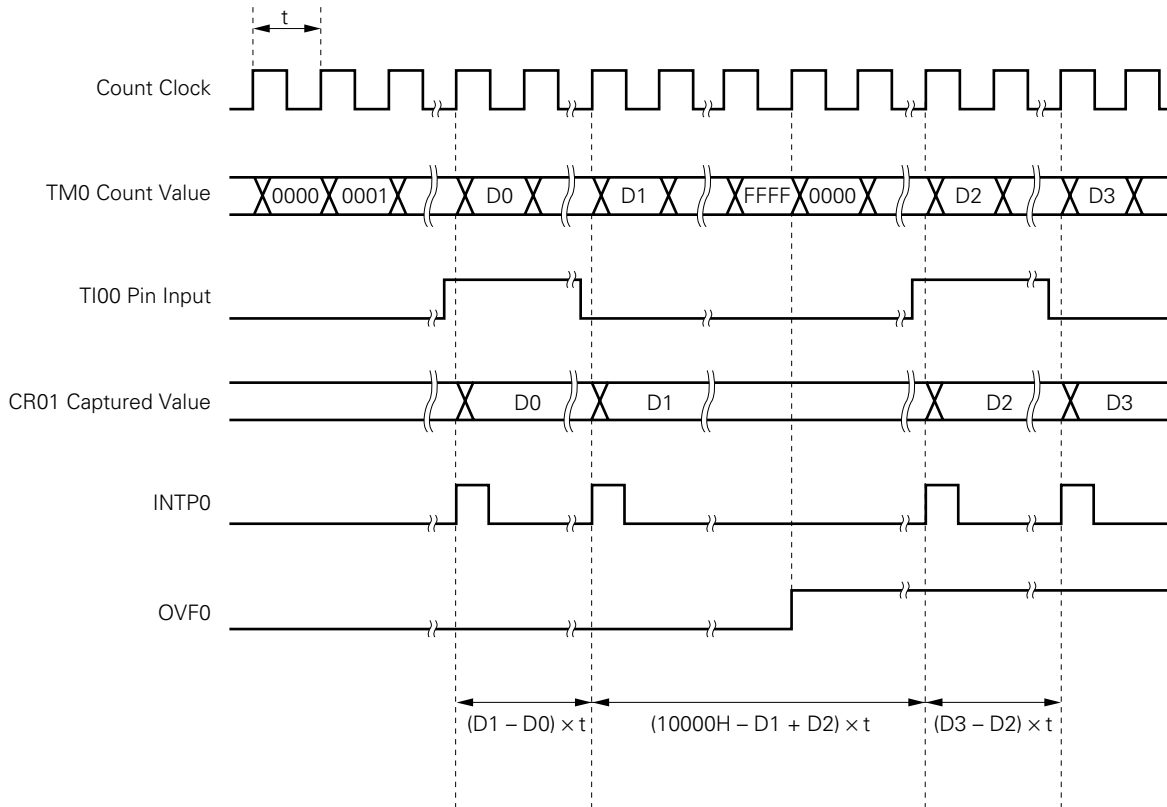 t
Count Clock
TM0 Count Value
0000 0001 D0 D1 FFFF 0000 D2 D3
TI00 Pin Input
CR01 Captured Value
D0 D1 D2 D3
INTP0
OVF0
(D1 – D0) × t (10000H – D1 + D2) × t (D3 – D2) × t